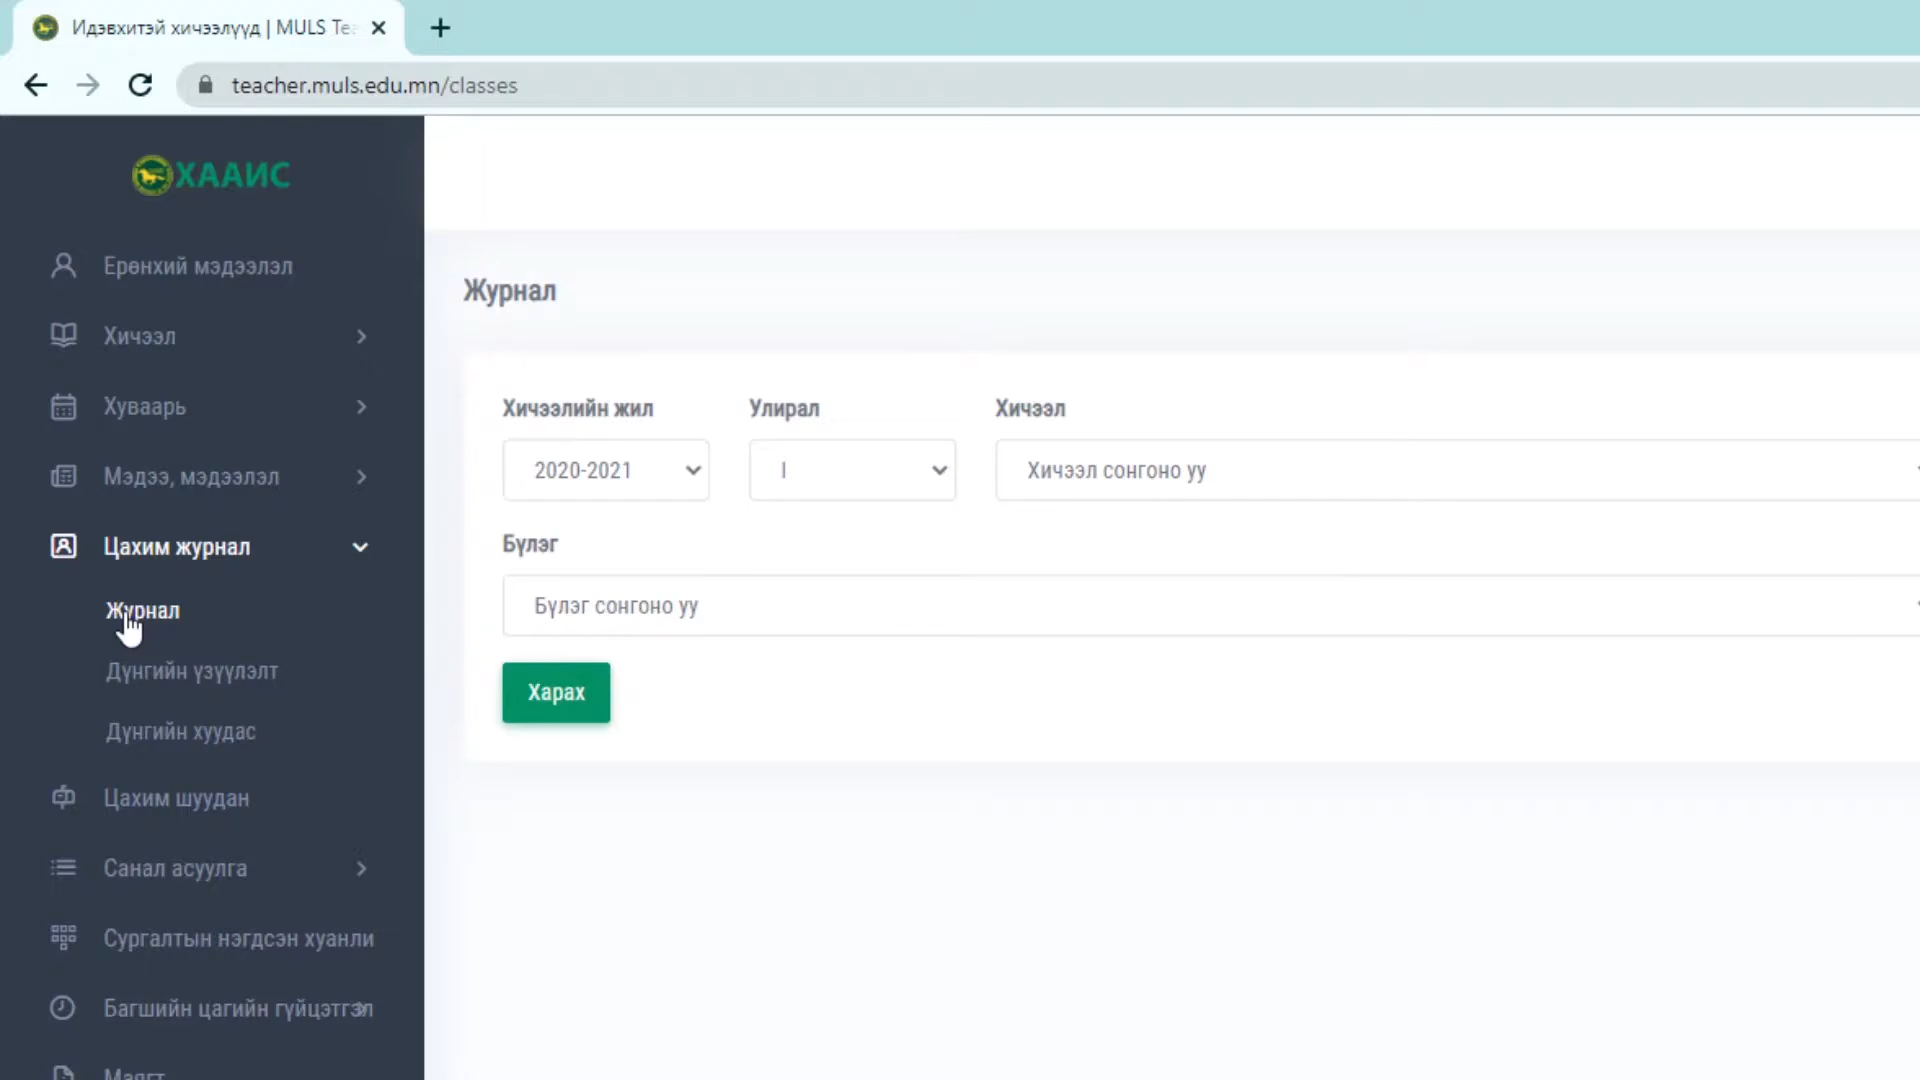 Идэвхитэй хичээлүүд | MULS Tea
teacher.muls.edu.mn/classes
ХААИС
Ерөнхий мэдээлэл
Хичээл
Хуваарь
Мэдээ, мэдээлэл
Цахим журнал
Журнал
Дүнгийн үзүүлэлт
Дүнгийн хуудас
Цахим шуудан
Санал асуулга
Сургалтын нэгдсэн хуанли
Багшийн цагийн гүйцэтгэл
Маягт
Журнал
Хичээлийн жил
Улирал
Хичээл
2020-2021
I
Хичээл сонгоно уу
Бүлэг
Бүлэг сонгоно уу
Харах